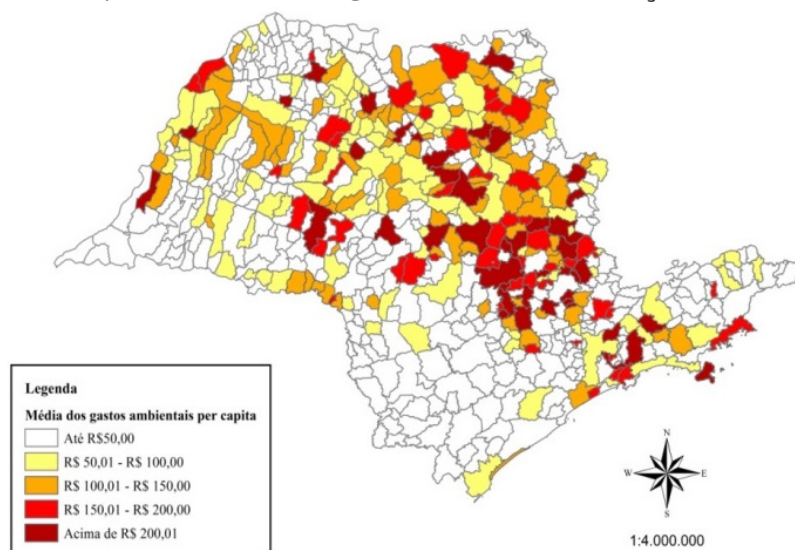 Legenda
Média dos gastos ambientais per capita
Até R$50,00
R$ 50,01 - R$ 100,00
R$ 100,01 - R$ 150,00
R$ 150,01 - R$ 200,00
Acima de R$ 200,01
N
W E
S
1:4.000.000